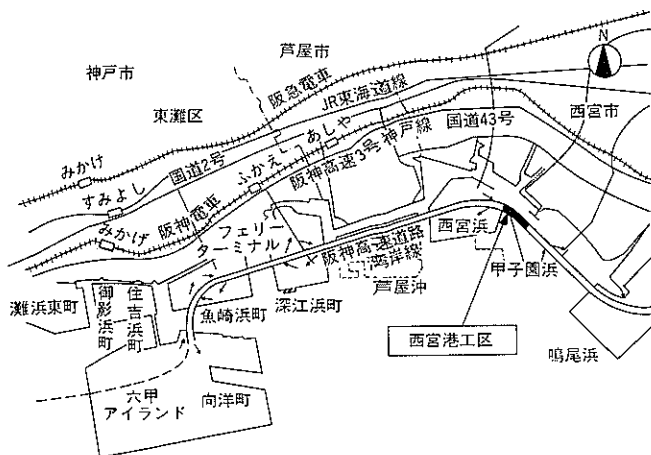 芦屋市
N
神戸市
阪急電車
JR東海道線
東灘区
西宮市
国道43号
みかけ
国道2号
あしや
阪神高速3号神戸線
ふかえ
すみよし
阪神電車
みかげ
フェリー
ターミナル
西宮浜
阪神高速道路
湾岸線
甲子園浜
芦屋沖
灘浜東町
御影浜町
住吉浜町
魚崎浜町
深江浜町
西宮港工区
鳴尾浜
六甲
アイランド
向洋町